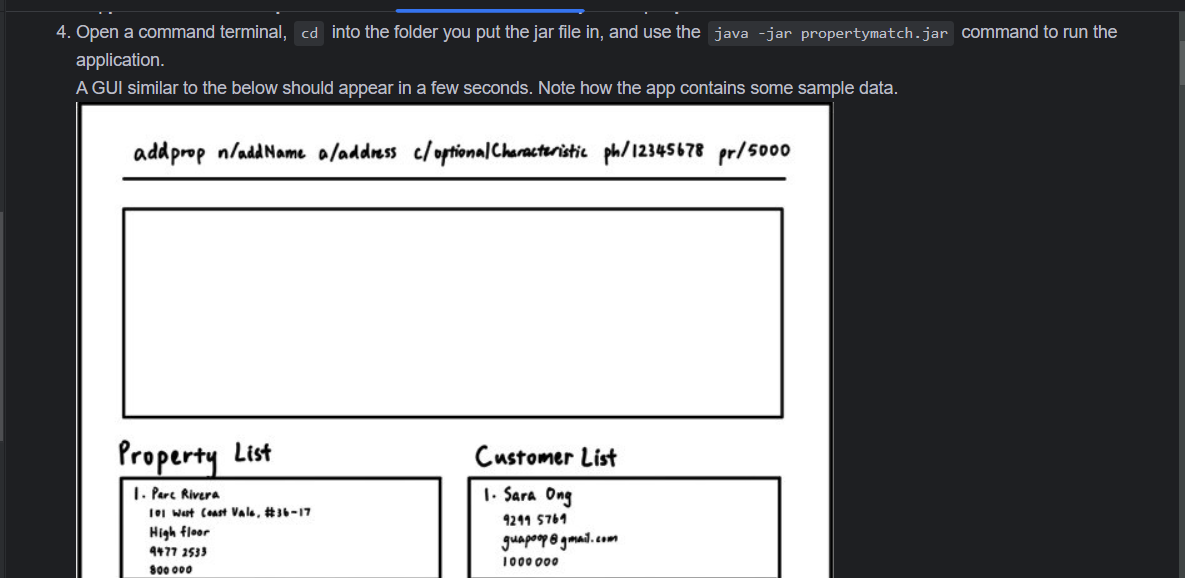 4. Open a command terminal, cd into the folder you put the jar file in, and use the java -jar propertymatch.jar command to run the
application.
A GUI similar to the below should appear in a few seconds. Note how the app contains some sample data.
addprop n/addName a/address c/optionalCharacteristic ph/12345678 pr/5000
Property List
Customer List
1. Parc Rivera
101 West Coast Vale, #36-17
High floor
9477 2533
800 000
1. Sara Ong
9299 5769
guapoop@gmail.com
1000 000